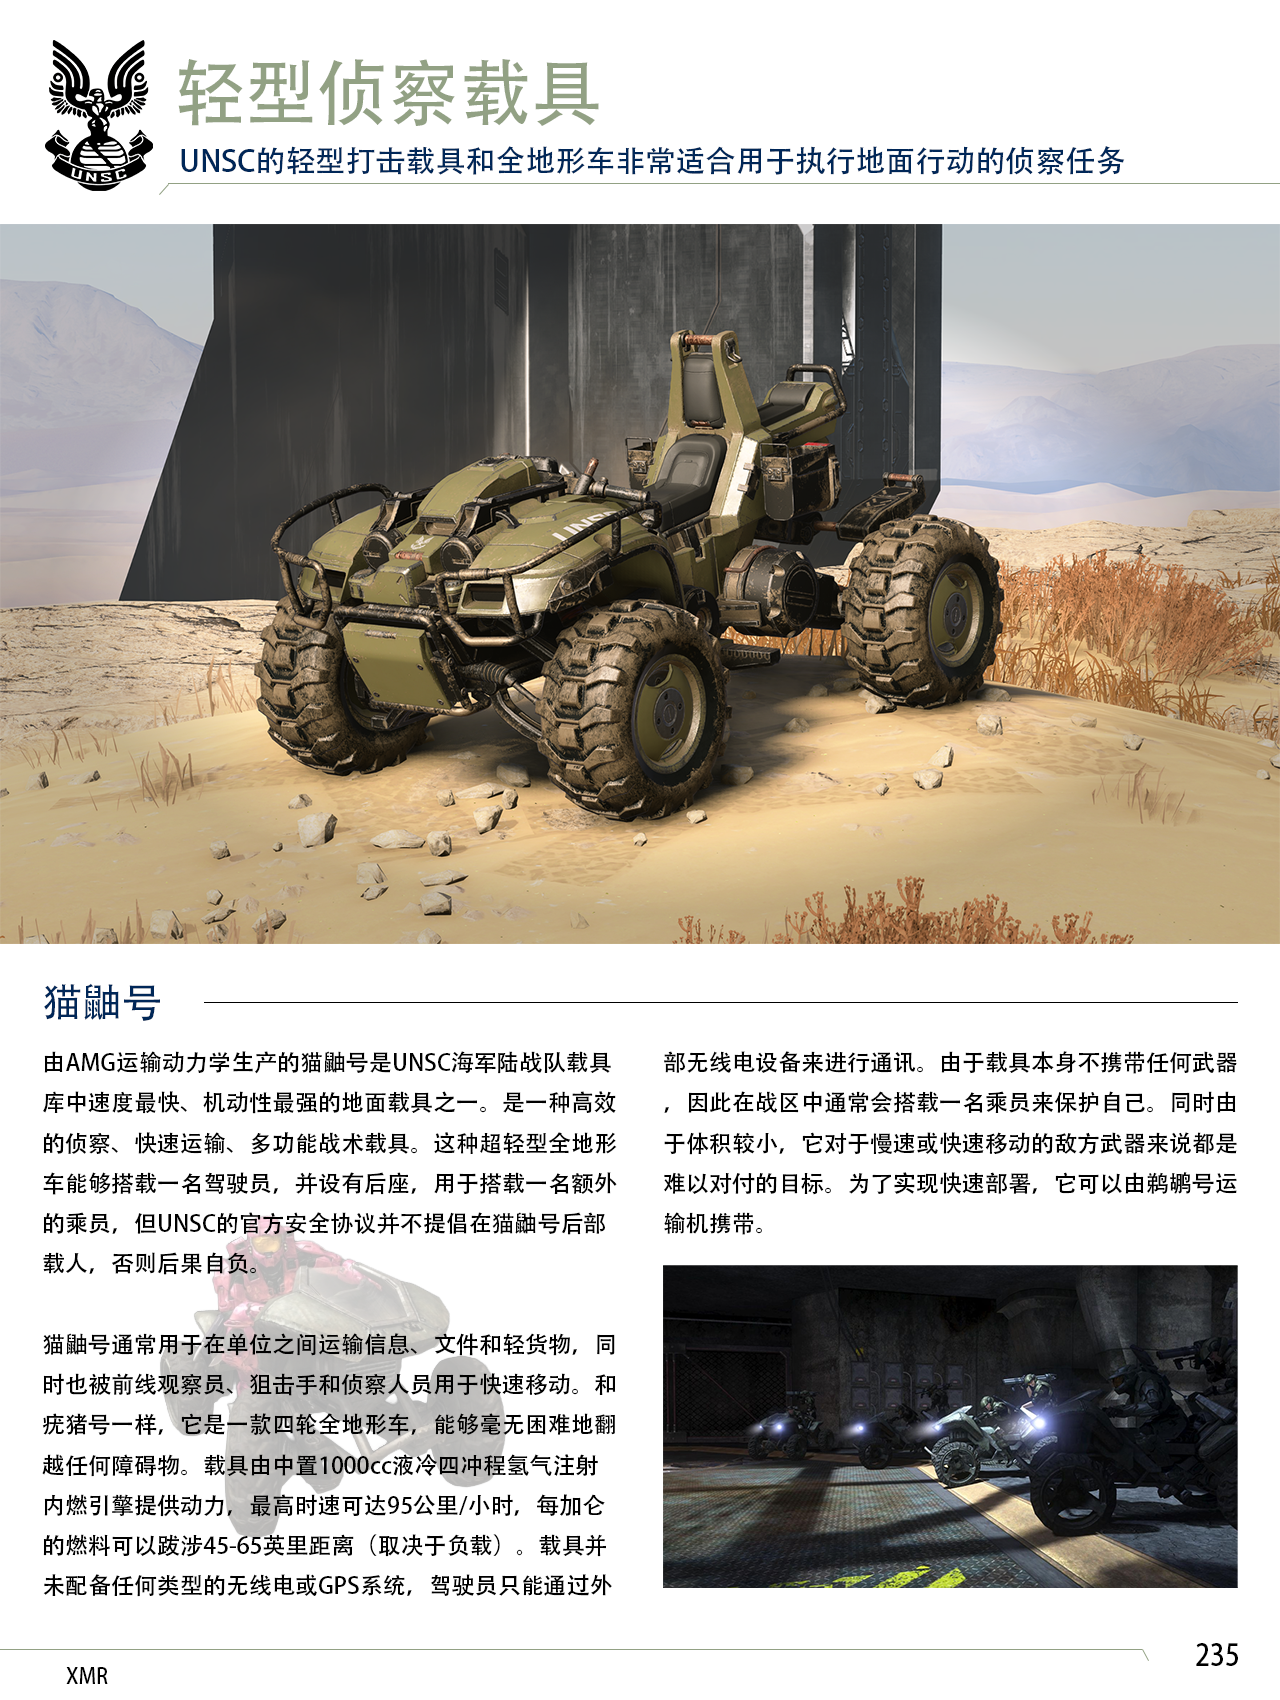 轻型侦察载具
UNSC的轻型打击载具和全地形车非常适合用于执行地面行动的侦察任务
UNSC
UNSC
猫鼬号
由AMG运输动力学生产的猫鼬号是UNSC海军陆战队载具
库中速度最快、机动性最强的地面载具之一。是一种高效
的侦察、快速运输、多功能战术载具。这种超轻型全地形
车能够搭载一名驾驶员，并设有后座，用于搭载一名额外
的乘员，但UNSC的官方安全协议并不提倡在猫鼬号后部
载人，否则后果自负。
猫鼬号通常用于在单位之间运输信息、文件和轻货物，同
时也被前线观察员、狙击手和侦察人员用于快速移动。和
疣猪号一样，它是一款四轮全地形车，能够毫无困难地翻
越任何障碍物。载具由中置1000cc液冷四冲程氢气注射
内燃引擎提供动力，最高时速可达95公里/小时，每加仑
的燃料可以跋涉45-65英里距离（取决于负载）。载具并
未配备任何类型的无线电或GPS系统，驾驶员只能通过外
部无线电设备来进行通讯。由于载具本身不携带任何武器
，因此在战区中通常会搭载一名乘员来保护自己。同时由
于体积较小，它对于慢速或快速移动的敌方武器来说都是
难以对付的目标。为了实现快速部署，它可以由鹈鹕号运
输机携带。
235
XMR